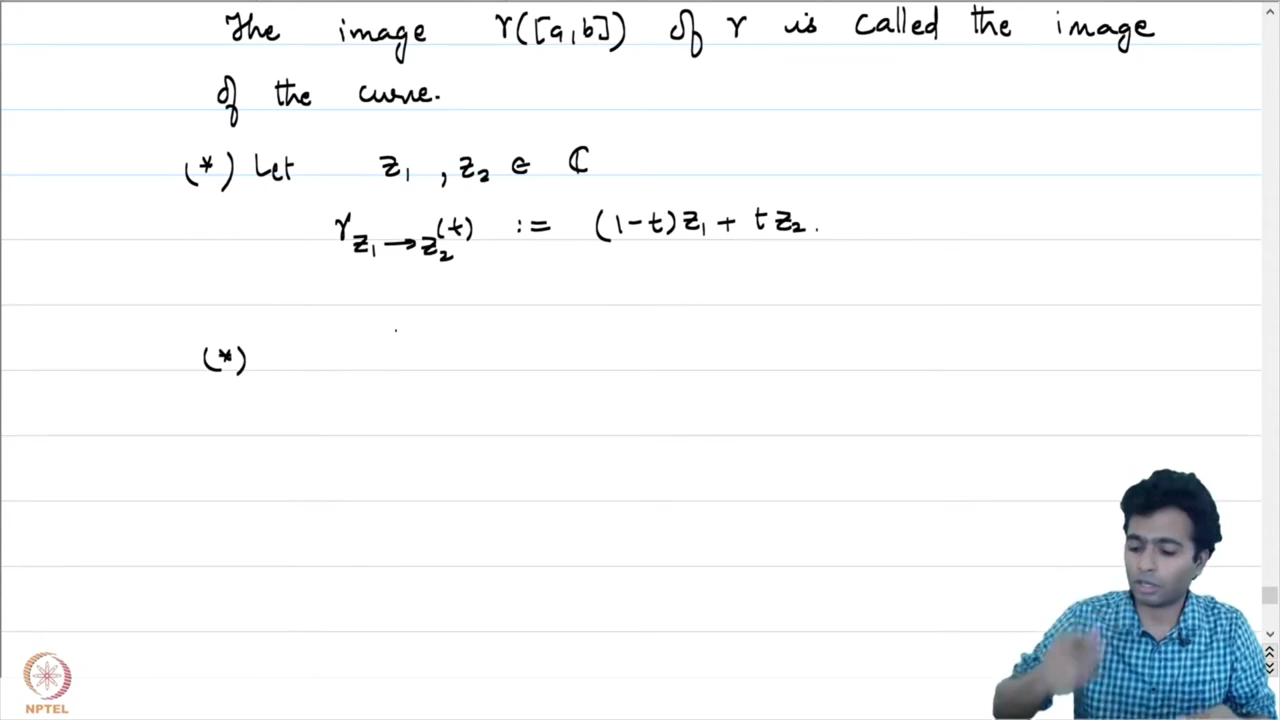 The image γ([a,b]) of γ is called the image
of the curve.
(*) Let z₁, z₂ ∈ ℂ
γ_{z₁→z₂}(t) := (1-t)z₁ + tz₂.
(*)
NPTEL